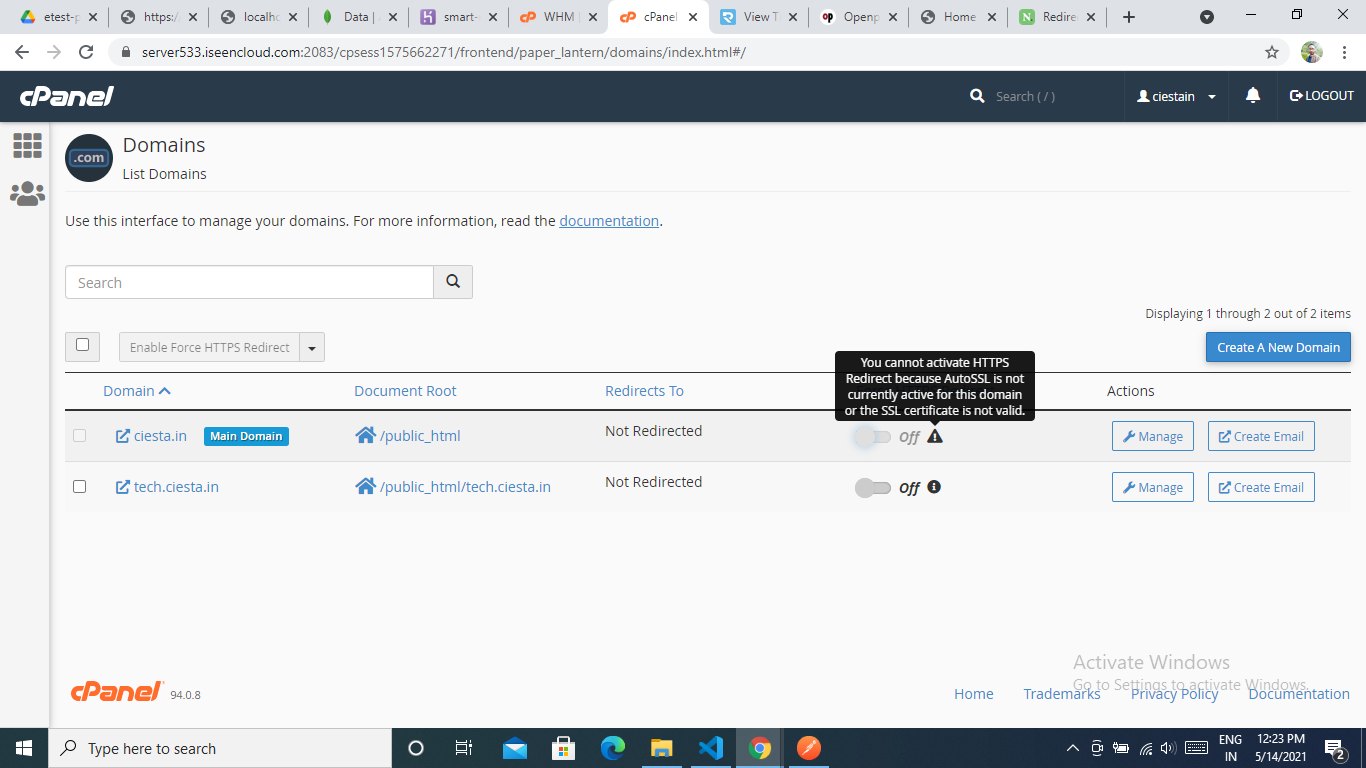 etest-p
https:/
localho
Data |
smart-
WHM
cPanel
View T
Openp
Home
Redire
server533.iseencloud.com:2083/cpsess1575662271/frontend/paper_lantern/domains/index.html#/
cPanel
Search ( / )
ciestain
LOGOUT
.com
Domains
List Domains
Use this interface to manage your domains. For more information, read the documentation.
Search
Displaying 1 through 2 out of 2 items
Enable Force HTTPS Redirect
Create A New Domain
You cannot activate HTTPS
Redirect because AutoSSL is not
currently active for this domain
or the SSL certificate is not valid.
Domain Document Root Redirects To Actions
ciesta.in Main Domain /public_html Not Redirected Off Manage Create Email
tech.ciesta.in /public_html/tech.ciesta.in Not Redirected Off Manage Create Email
Activate Windows
Go to Settings to activate Windows.
cPanel 94.0.8
Home Trademarks Privacy Policy Documentation
Type here to search
ENG
IN
12:23 PM
5/14/2021
2